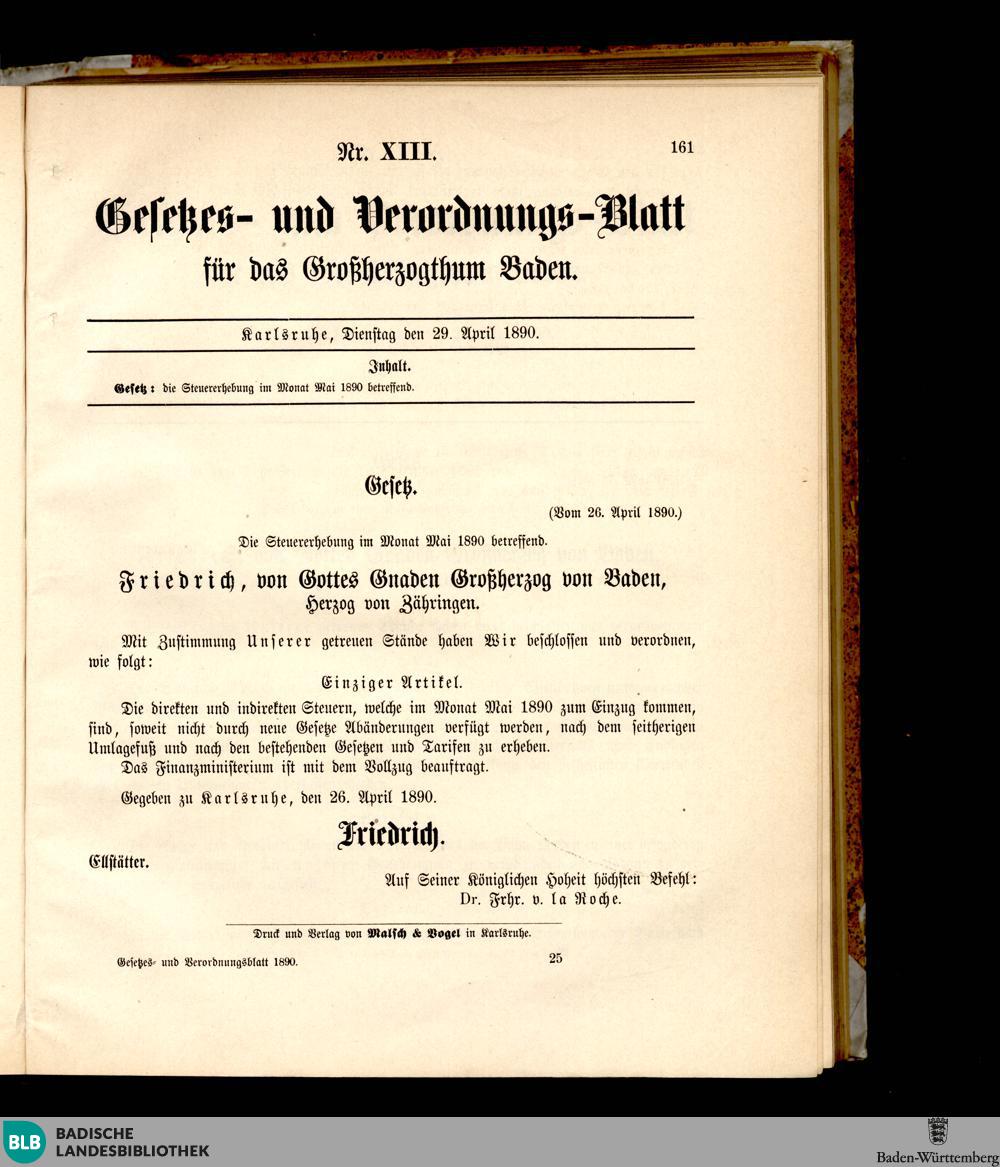 Nr. XIII.
161
Gesetzes- und Verordnungs-Blatt
für das Großherzogthum Baden.
Karlsruhe, Dienstag den 29. April 1890.
Inhalt.
Gesetz: die Steuererhebung im Monat Mai 1890 betreffend.
Gesetz.
(Vom 26. April 1890.)
Die Steuererhebung im Monat Mai 1890 betreffend.
Friedrich, von Gottes Gnaden Großherzog von Baden,
Herzog von Zähringen.
Mit Zustimmung Unserer getreuen Stände haben Wir beschlossen und verordnen,
wie folgt:
Einziger Artikel.
Die direkten und indirekten Steuern, welche im Monat Mai 1890 zum Einzug kommen,
sind, soweit nicht durch neue Gesetze Abänderungen verfügt werden, nach dem seitherigen
Umlagefuß und nach den bestehenden Gesetzen und Tarifen zu erheben.
Das Finanzministerium ist mit dem Vollzug beauftragt.
Gegeben zu Karlsruhe, den 26. April 1890.
Friedrich.
Ellstätter.
Auf Seiner Königlichen Hoheit höchsten Befehl:
Dr. Frhr. v. la Roche.
Druck und Verlag von Malsch & Vogel in Karlsruhe.
Gesetzes- und Verordnungsblatt 1890.
25
BLB
BADISCHE
LANDESBIBLIOTHEK
Baden-Württemberg